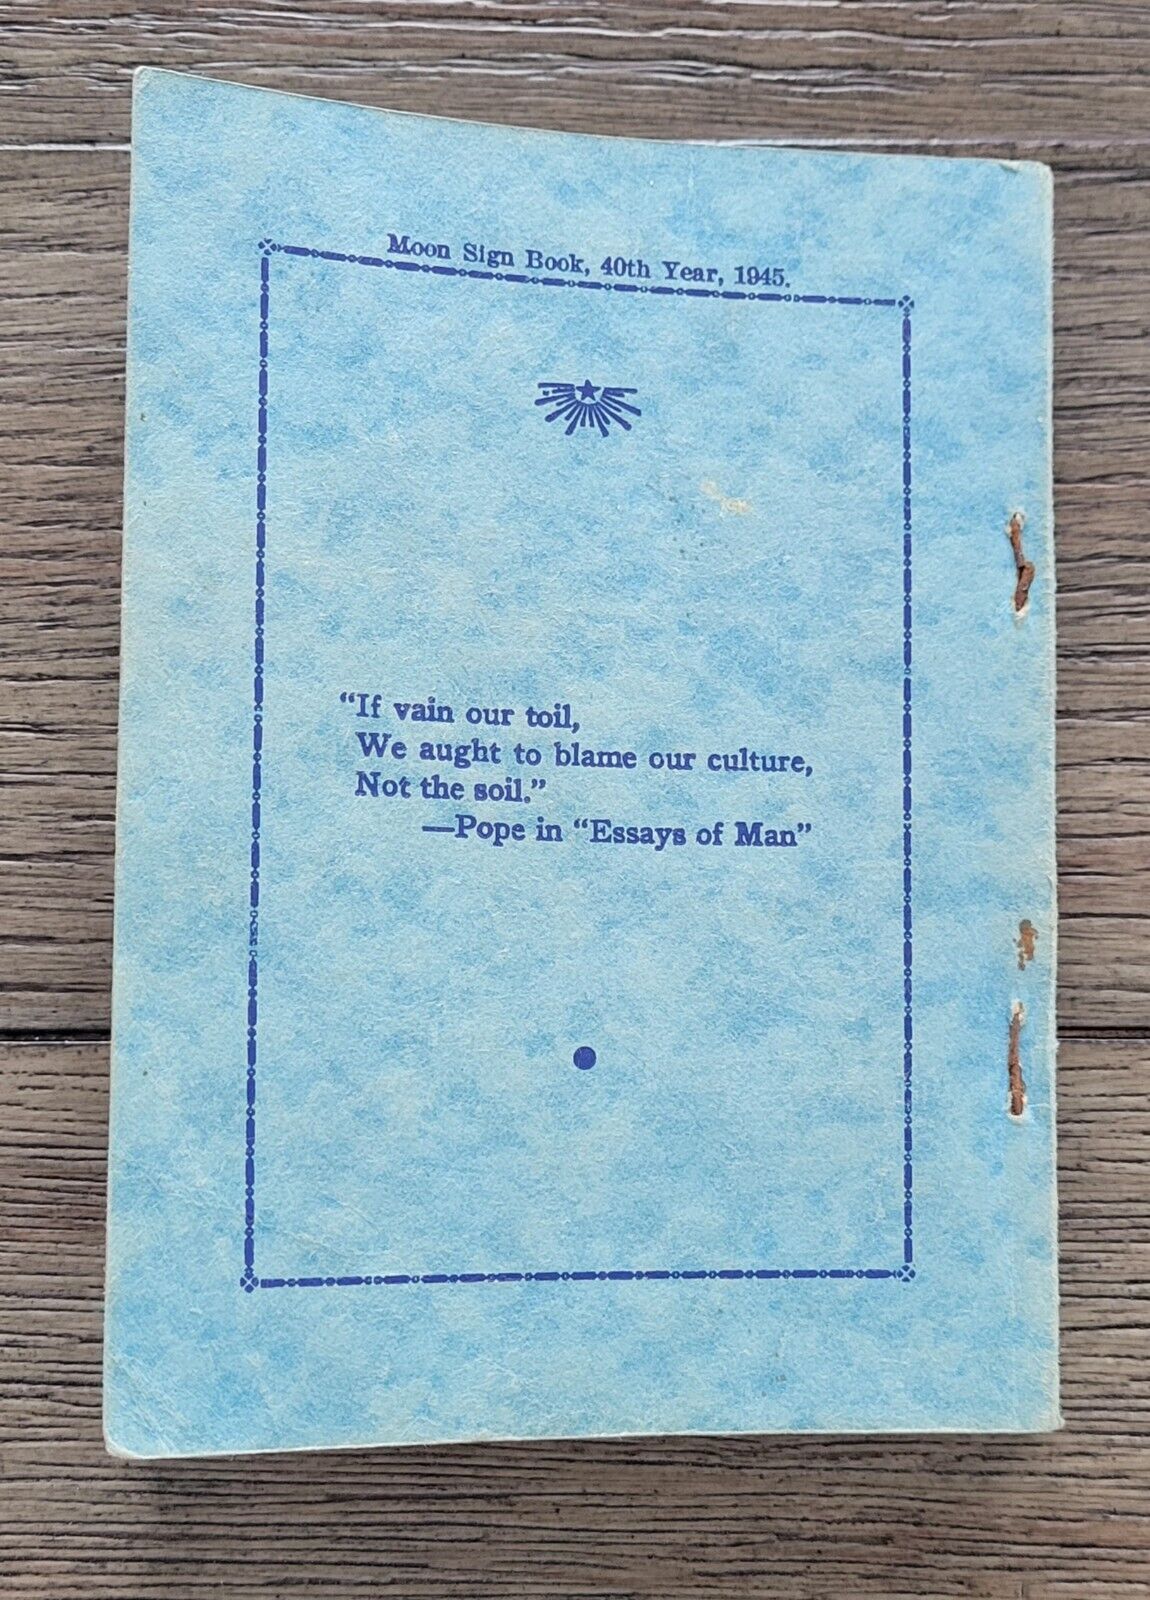 Moon Sign Book, 40th Year, 1945.
“If vain our toil,
We aught to blame our culture,
Not the soil.”
—Pope in “Essays of Man”